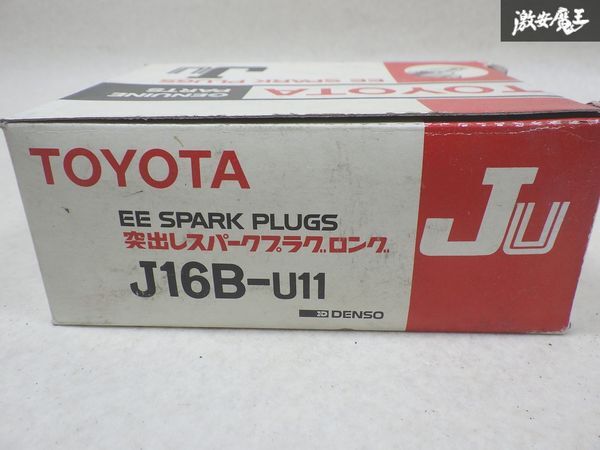 激安魔王
JU
EE SPARK PLUGS
TOYOTA
GENUINE PARTS
TOYOTA
EE SPARK PLUGS
突出しスパークプラグロング
J16B-U11
DENSO
JU